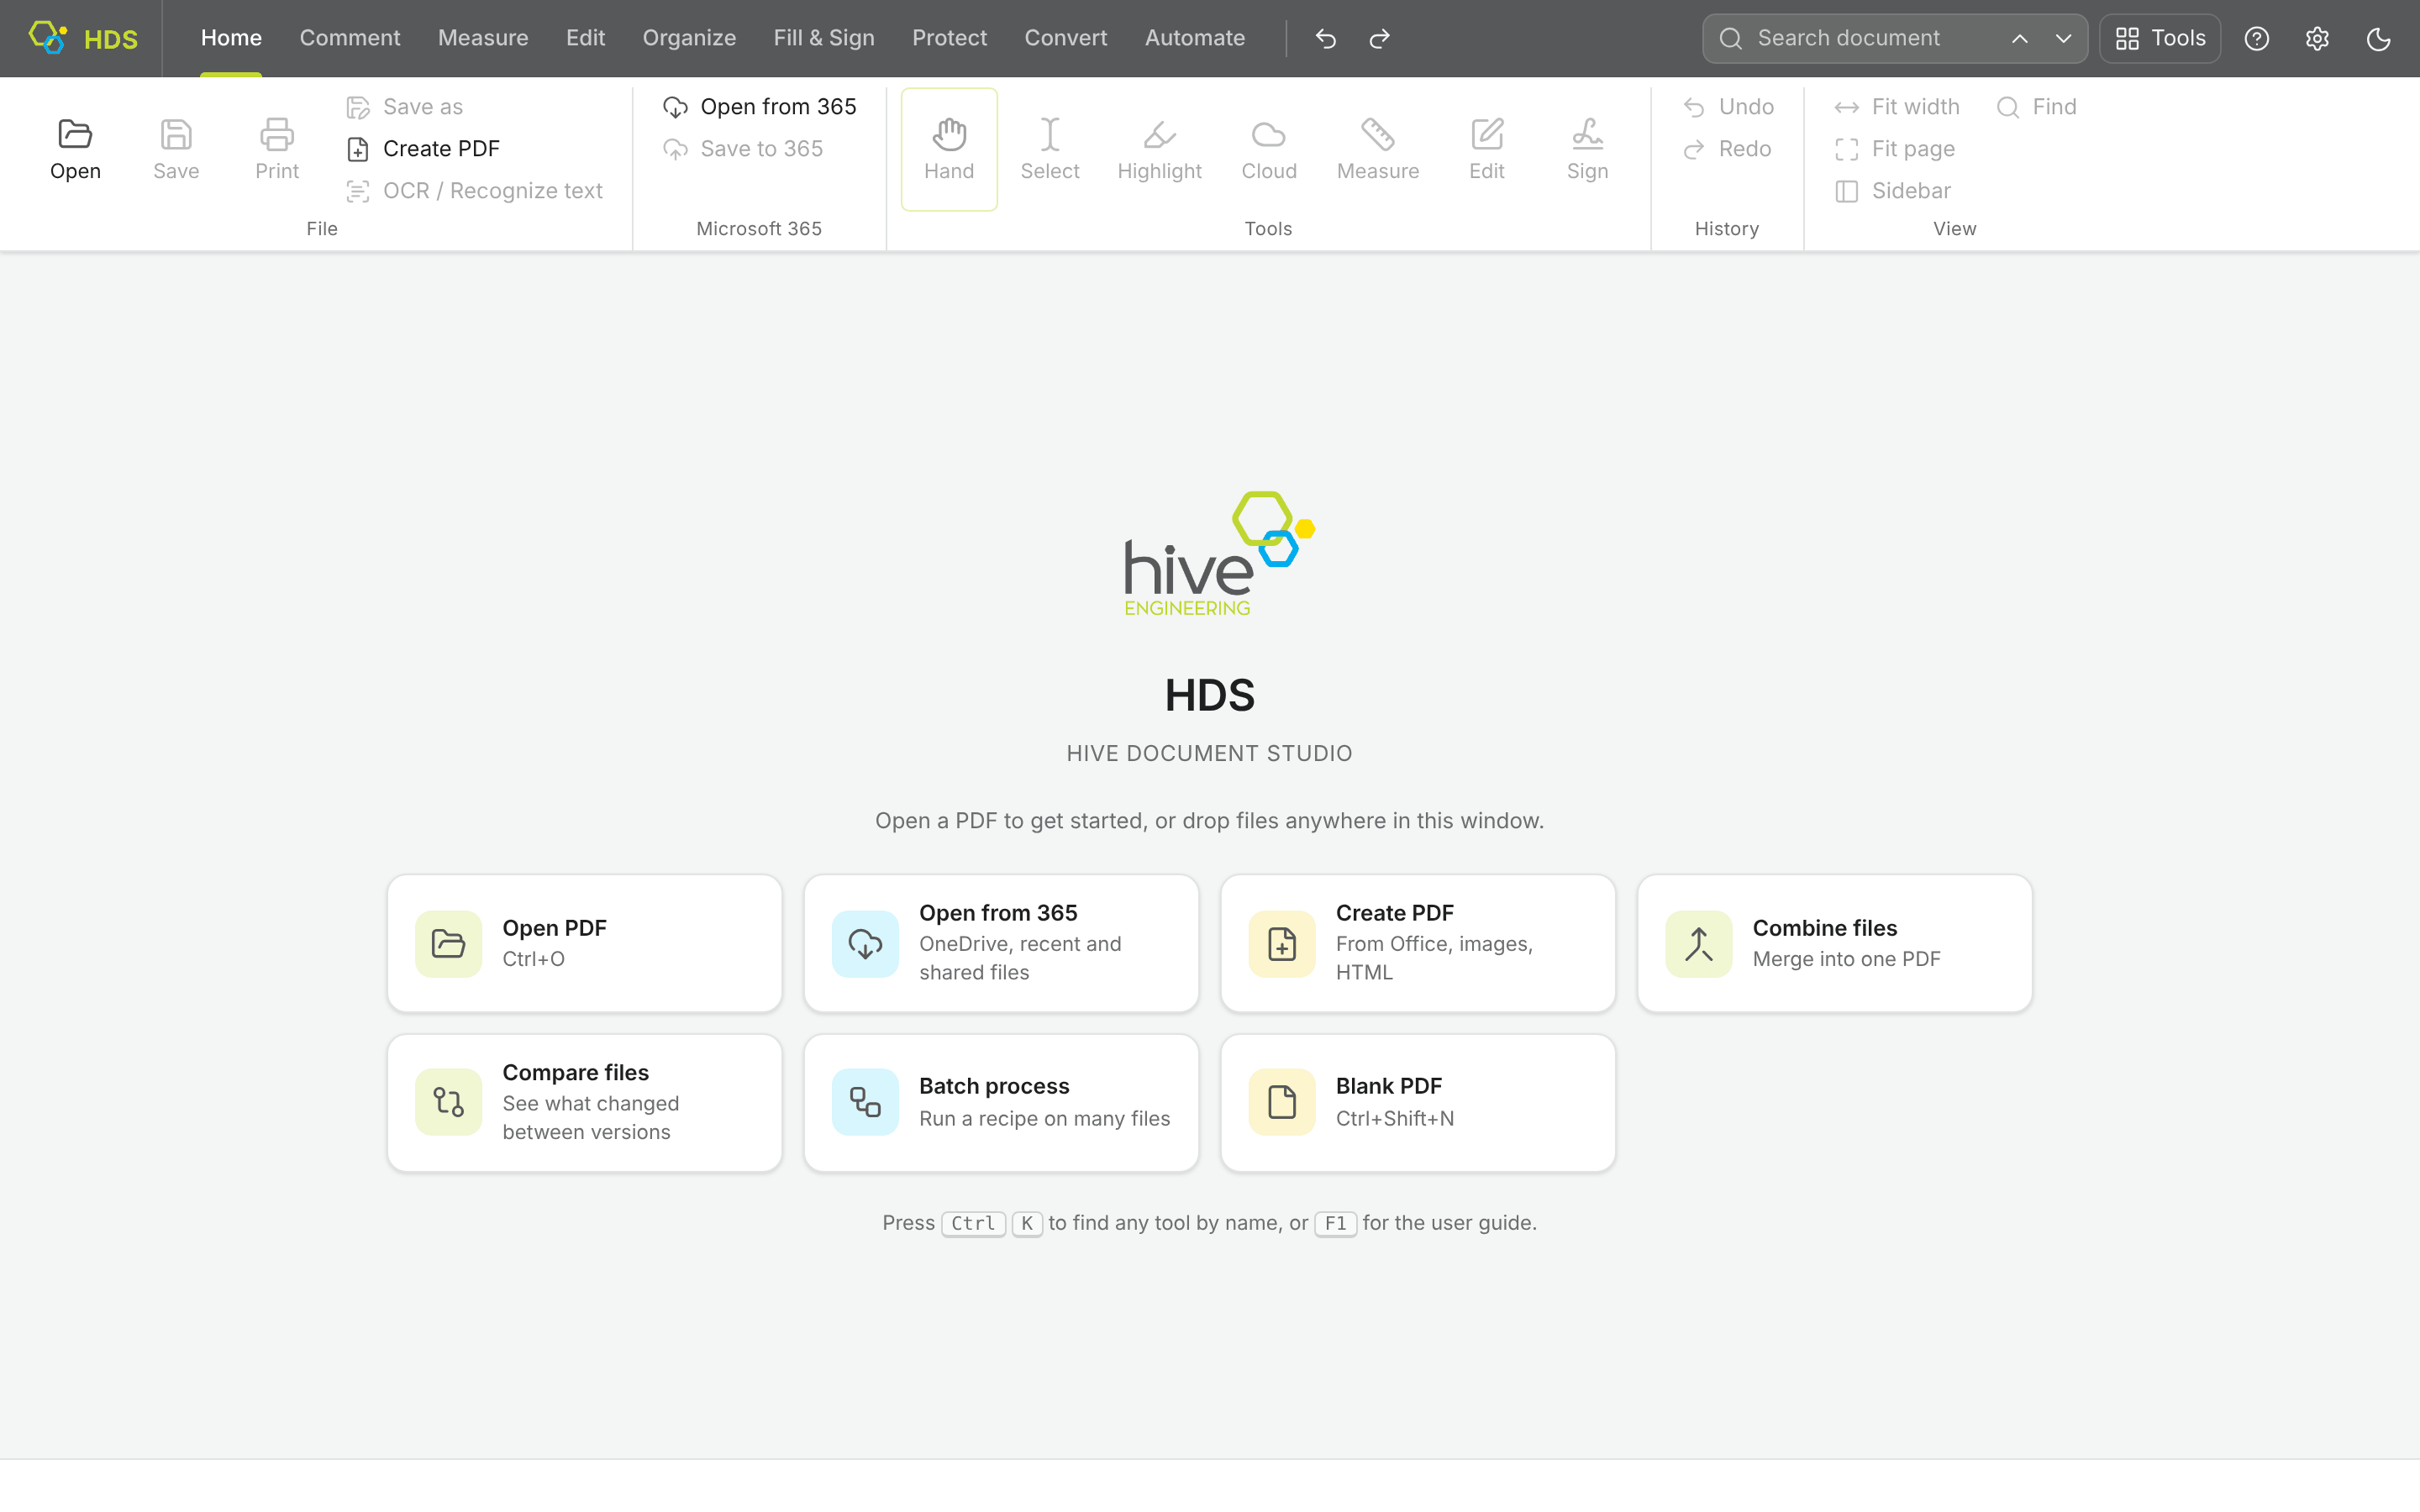 HDS
Home
Comment
Measure
Edit
Organize
Fill & Sign
Protect
Convert
Automate
Search document
Tools
Open
Save
Print
Save as
Create PDF
OCR / Recognize text
File
Open from 365
Save to 365
Microsoft 365
Hand
Select
Highlight
Cloud
Measure
Edit
Sign
Tools
Undo
Redo
History
Fit width
Fit page
Sidebar
Find
View
hive
ENGINEERING
HDS
HIVE DOCUMENT STUDIO
Open a PDF to get started, or drop files anywhere in this window.
Open PDF
Ctrl+O
Open from 365
OneDrive, recent and
shared files
Create PDF
From Office, images,
HTML
Combine files
Merge into one PDF
Compare files
See what changed
between versions
Batch process
Run a recipe on many files
Blank PDF
Ctrl+Shift+N
Press Ctrl K to find any tool by name, or F1 for the user guide.